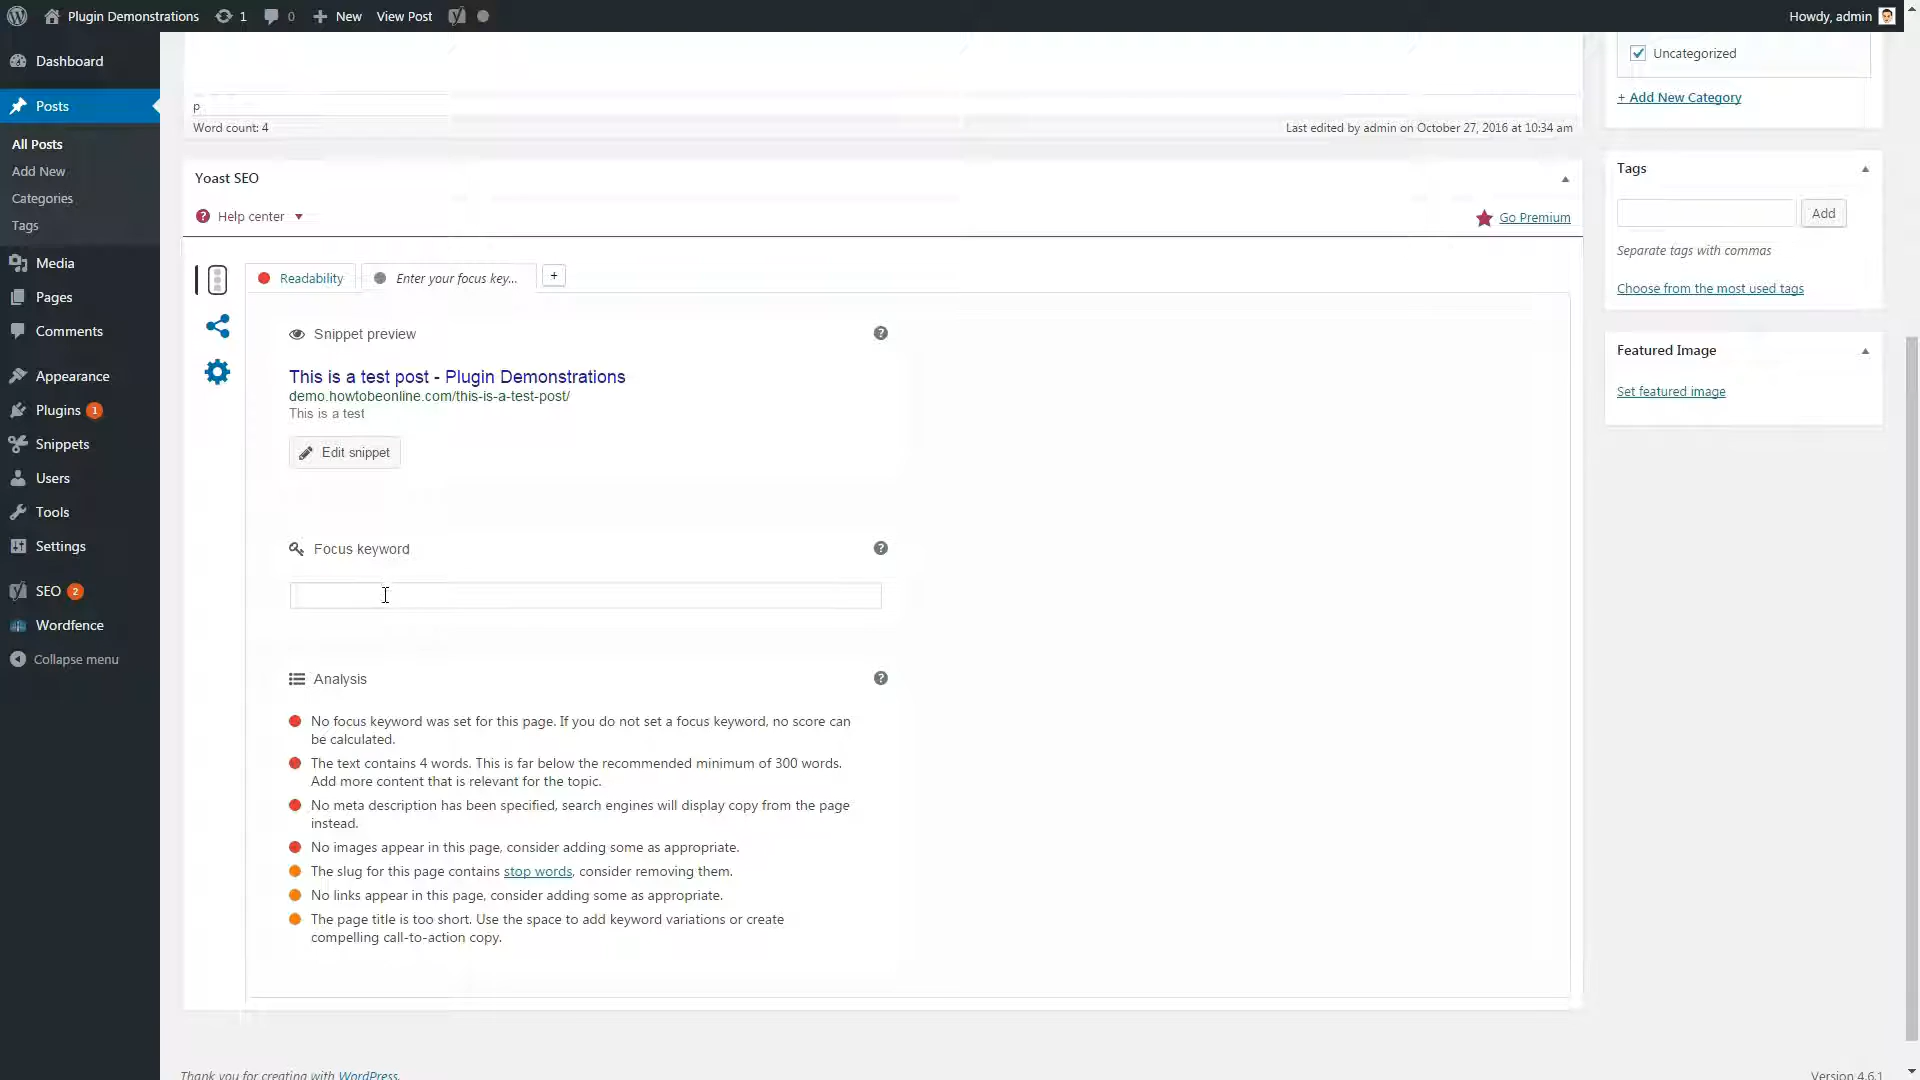 Plugin Demonstrations
1
0
New
View Post
Howdy, admin
Dashboard
Posts
All Posts
Add New
Categories
Tags
Media
Pages
Comments
Appearance
Plugins 1
Snippets
Users
Tools
Settings
SEO 2
Wordfence
Collapse menu
p
Word count: 4
Last edited by admin on October 27, 2016 at 10:34 am
Yoast SEO
Help center
Go Premium
Readability
Enter your focus key...
+
Snippet preview
This is a test post - Plugin Demonstrations
demo.howtobeonline.com/this-is-a-test-post/
This is a test
Edit snippet
Focus keyword
Analysis
No focus keyword was set for this page. If you do not set a focus keyword, no score can
be calculated.
The text contains 4 words. This is far below the recommended minimum of 300 words.
Add more content that is relevant for the topic.
No meta description has been specified, search engines will display copy from the page
instead.
No images appear in this page, consider adding some as appropriate.
The slug for this page contains stop words, consider removing them.
No links appear in this page, consider adding some as appropriate.
The page title is too short. Use the space to add keyword variations or create
compelling call-to-action copy.
Uncategorized
+ Add New Category
Tags
Add
Separate tags with commas
Choose from the most used tags
Featured Image
Set featured image
Thank you for creating with WordPress.
Version 4.6.1